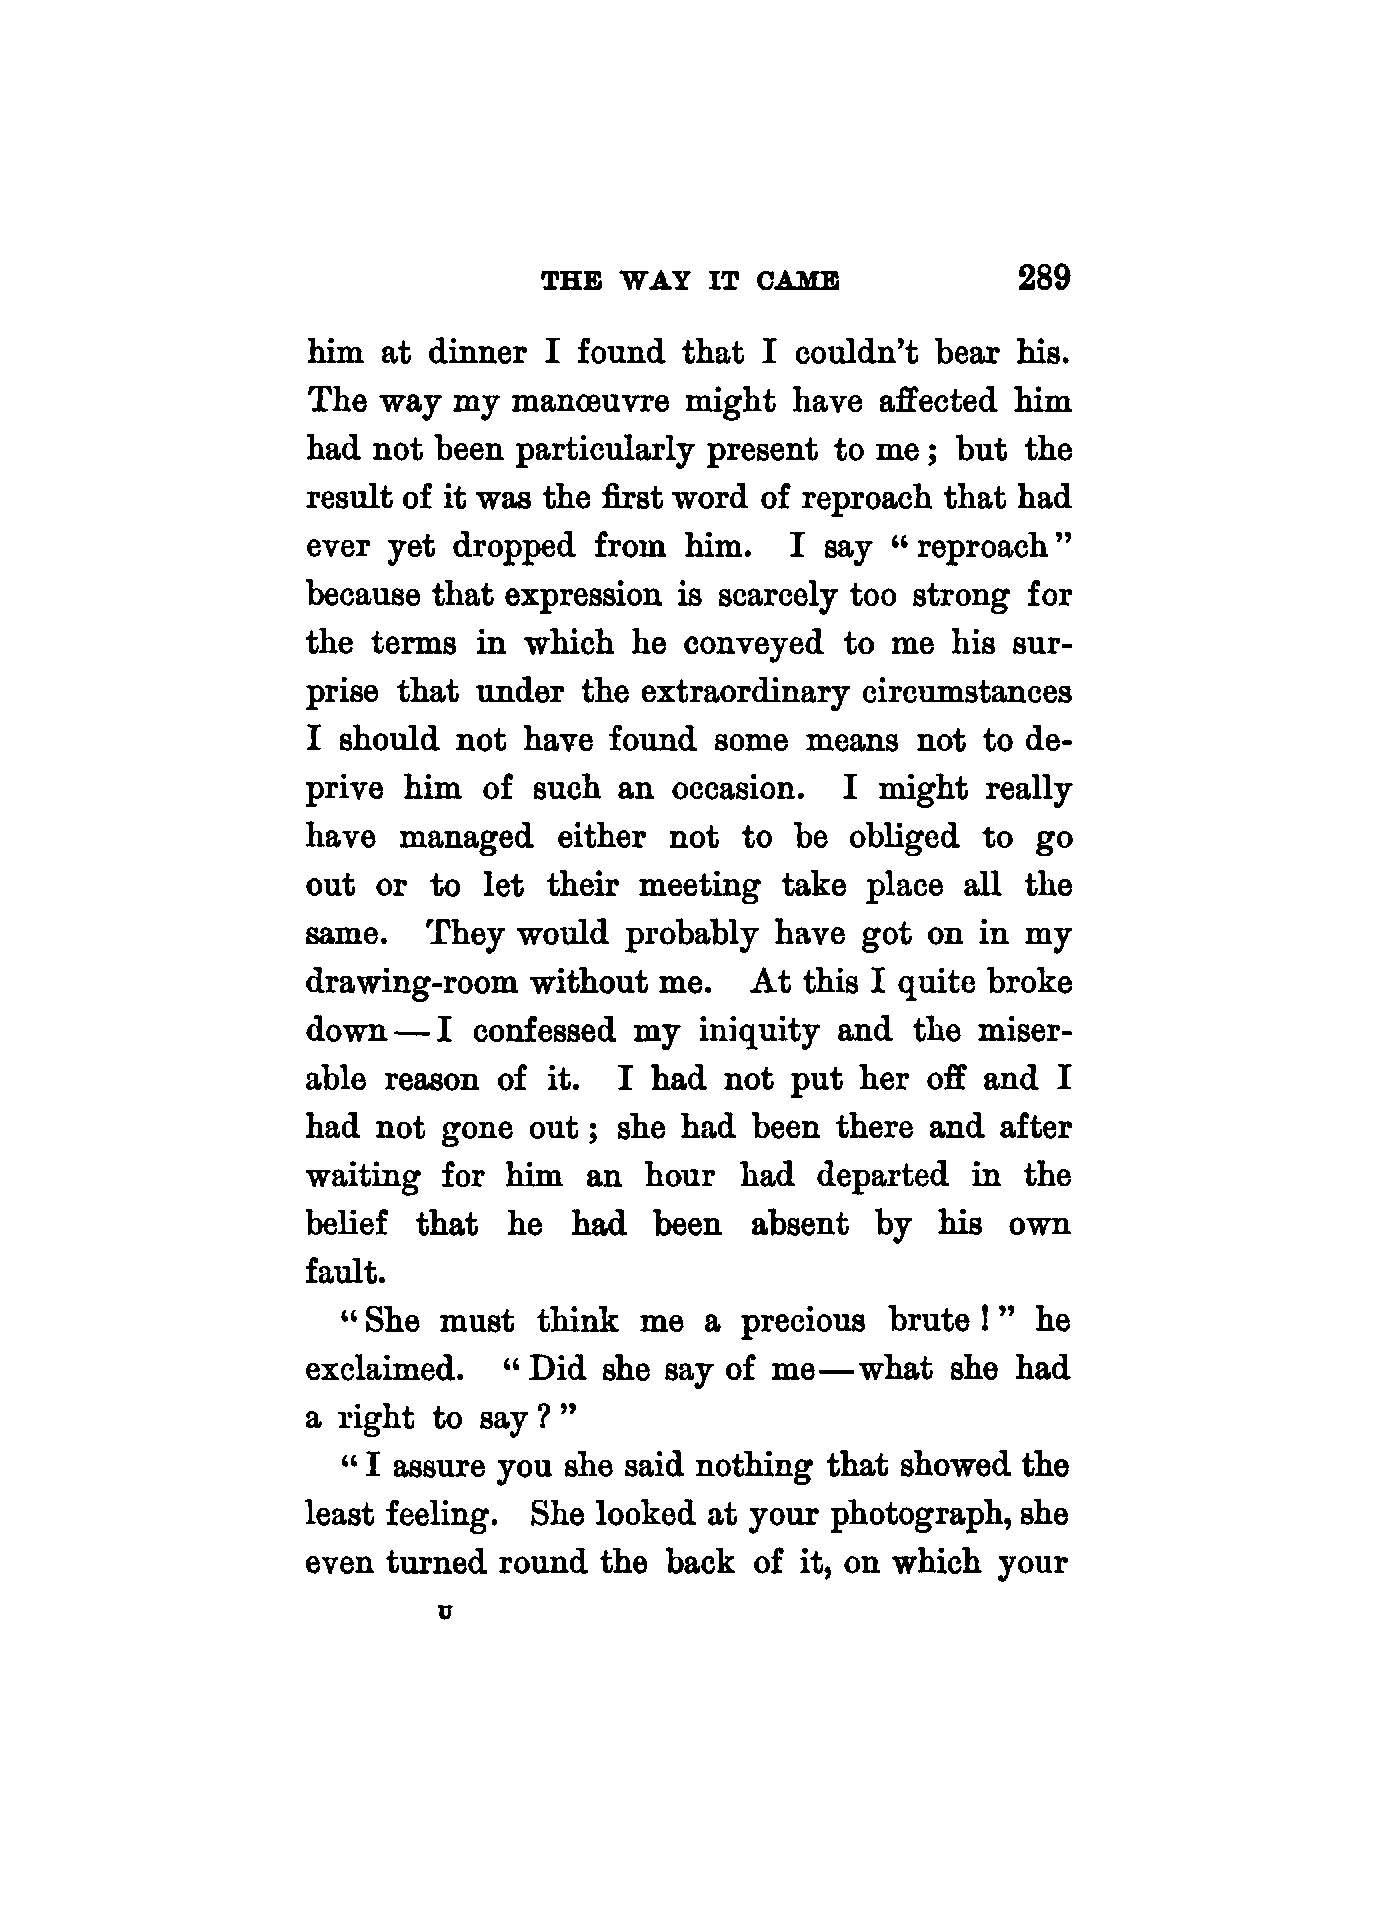 THE WAY IT CAME 289
him at dinner I found that I couldn't bear his.
The way my manœuvre might have affected him
had not been particularly present to me; but the
result of it was the first word of reproach that had
ever yet dropped from him. I say "reproach"
because that expression is scarcely too strong for
the terms in which he conveyed to me his sur-
prise that under the extraordinary circumstances
I should not have found some means not to de-
prive him of such an occasion. I might really
have managed either not to be obliged to go
out or to let their meeting take place all the
same. They would probably have got on in my
drawing-room without me. At this I quite broke
down—I confessed my iniquity and the miser-
able reason of it. I had not put her off and I
had not gone out; she had been there and after
waiting for him an hour had departed in the
belief that he had been absent by his own
fault.
"She must think me a precious brute!" he
exclaimed. "Did she say of me—what she had
a right to say?"
"I assure you she said nothing that showed the
least feeling. She looked at your photograph, she
even turned round the back of it, on which your
U